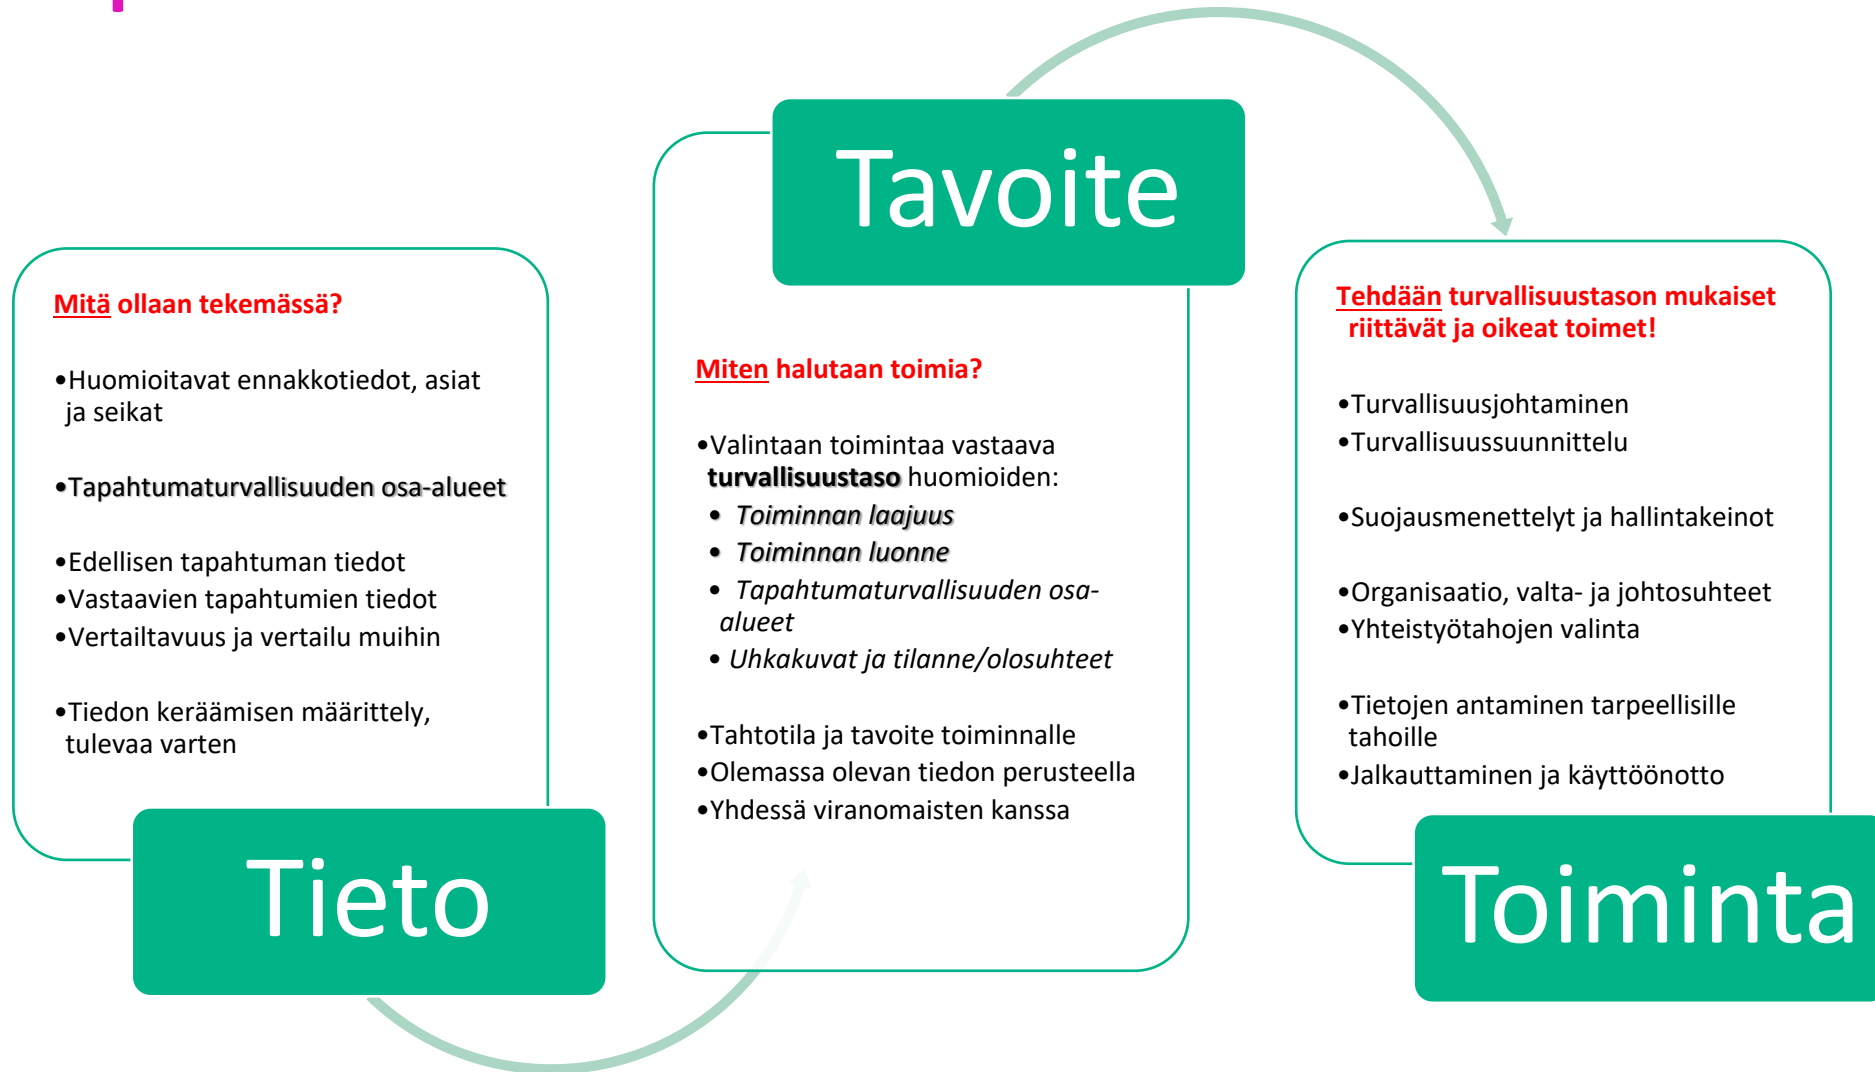 Mitä ollaan tekemässä?
•Huomioitavat ennakkotiedot, asiat
ja seikat
•Tapahtumaturvallisuuden osa-alueet
•Edellisen tapahtuman tiedot
•Vastaavien tapahtumien tiedot
•Vertailtavuus ja vertailu muihin
•Tiedon keräämisen määrittely,
tulevaa varten
Tieto
Tavoite
Miten halutaan toimia?
•Valintaan toimintaa vastaava
turvallisuustaso huomioiden:
• Toiminnan laajuus
• Toiminnan luonne
• Tapahtumaturvallisuuden osa-
alueet
• Uhkakuvat ja tilanne/olosuhteet
•Tahtotila ja tavoite toiminnalle
•Olemassa olevan tiedon perusteella
•Yhdessä viranomaisten kanssa
Tehdään turvallisuustason mukaiset
riittävät ja oikeat toimet!
•Turvallisuusjohtaminen
•Turvallisuussuunnittelu
•Suojausmenettelyt ja hallintakeinot
•Organisaatio, valta- ja johtosuhteet
•Yhteistyötahojen valinta
•Tietojen antaminen tarpeellisille
tahoille
•Jalkauttaminen ja käyttöönotto
Toiminta